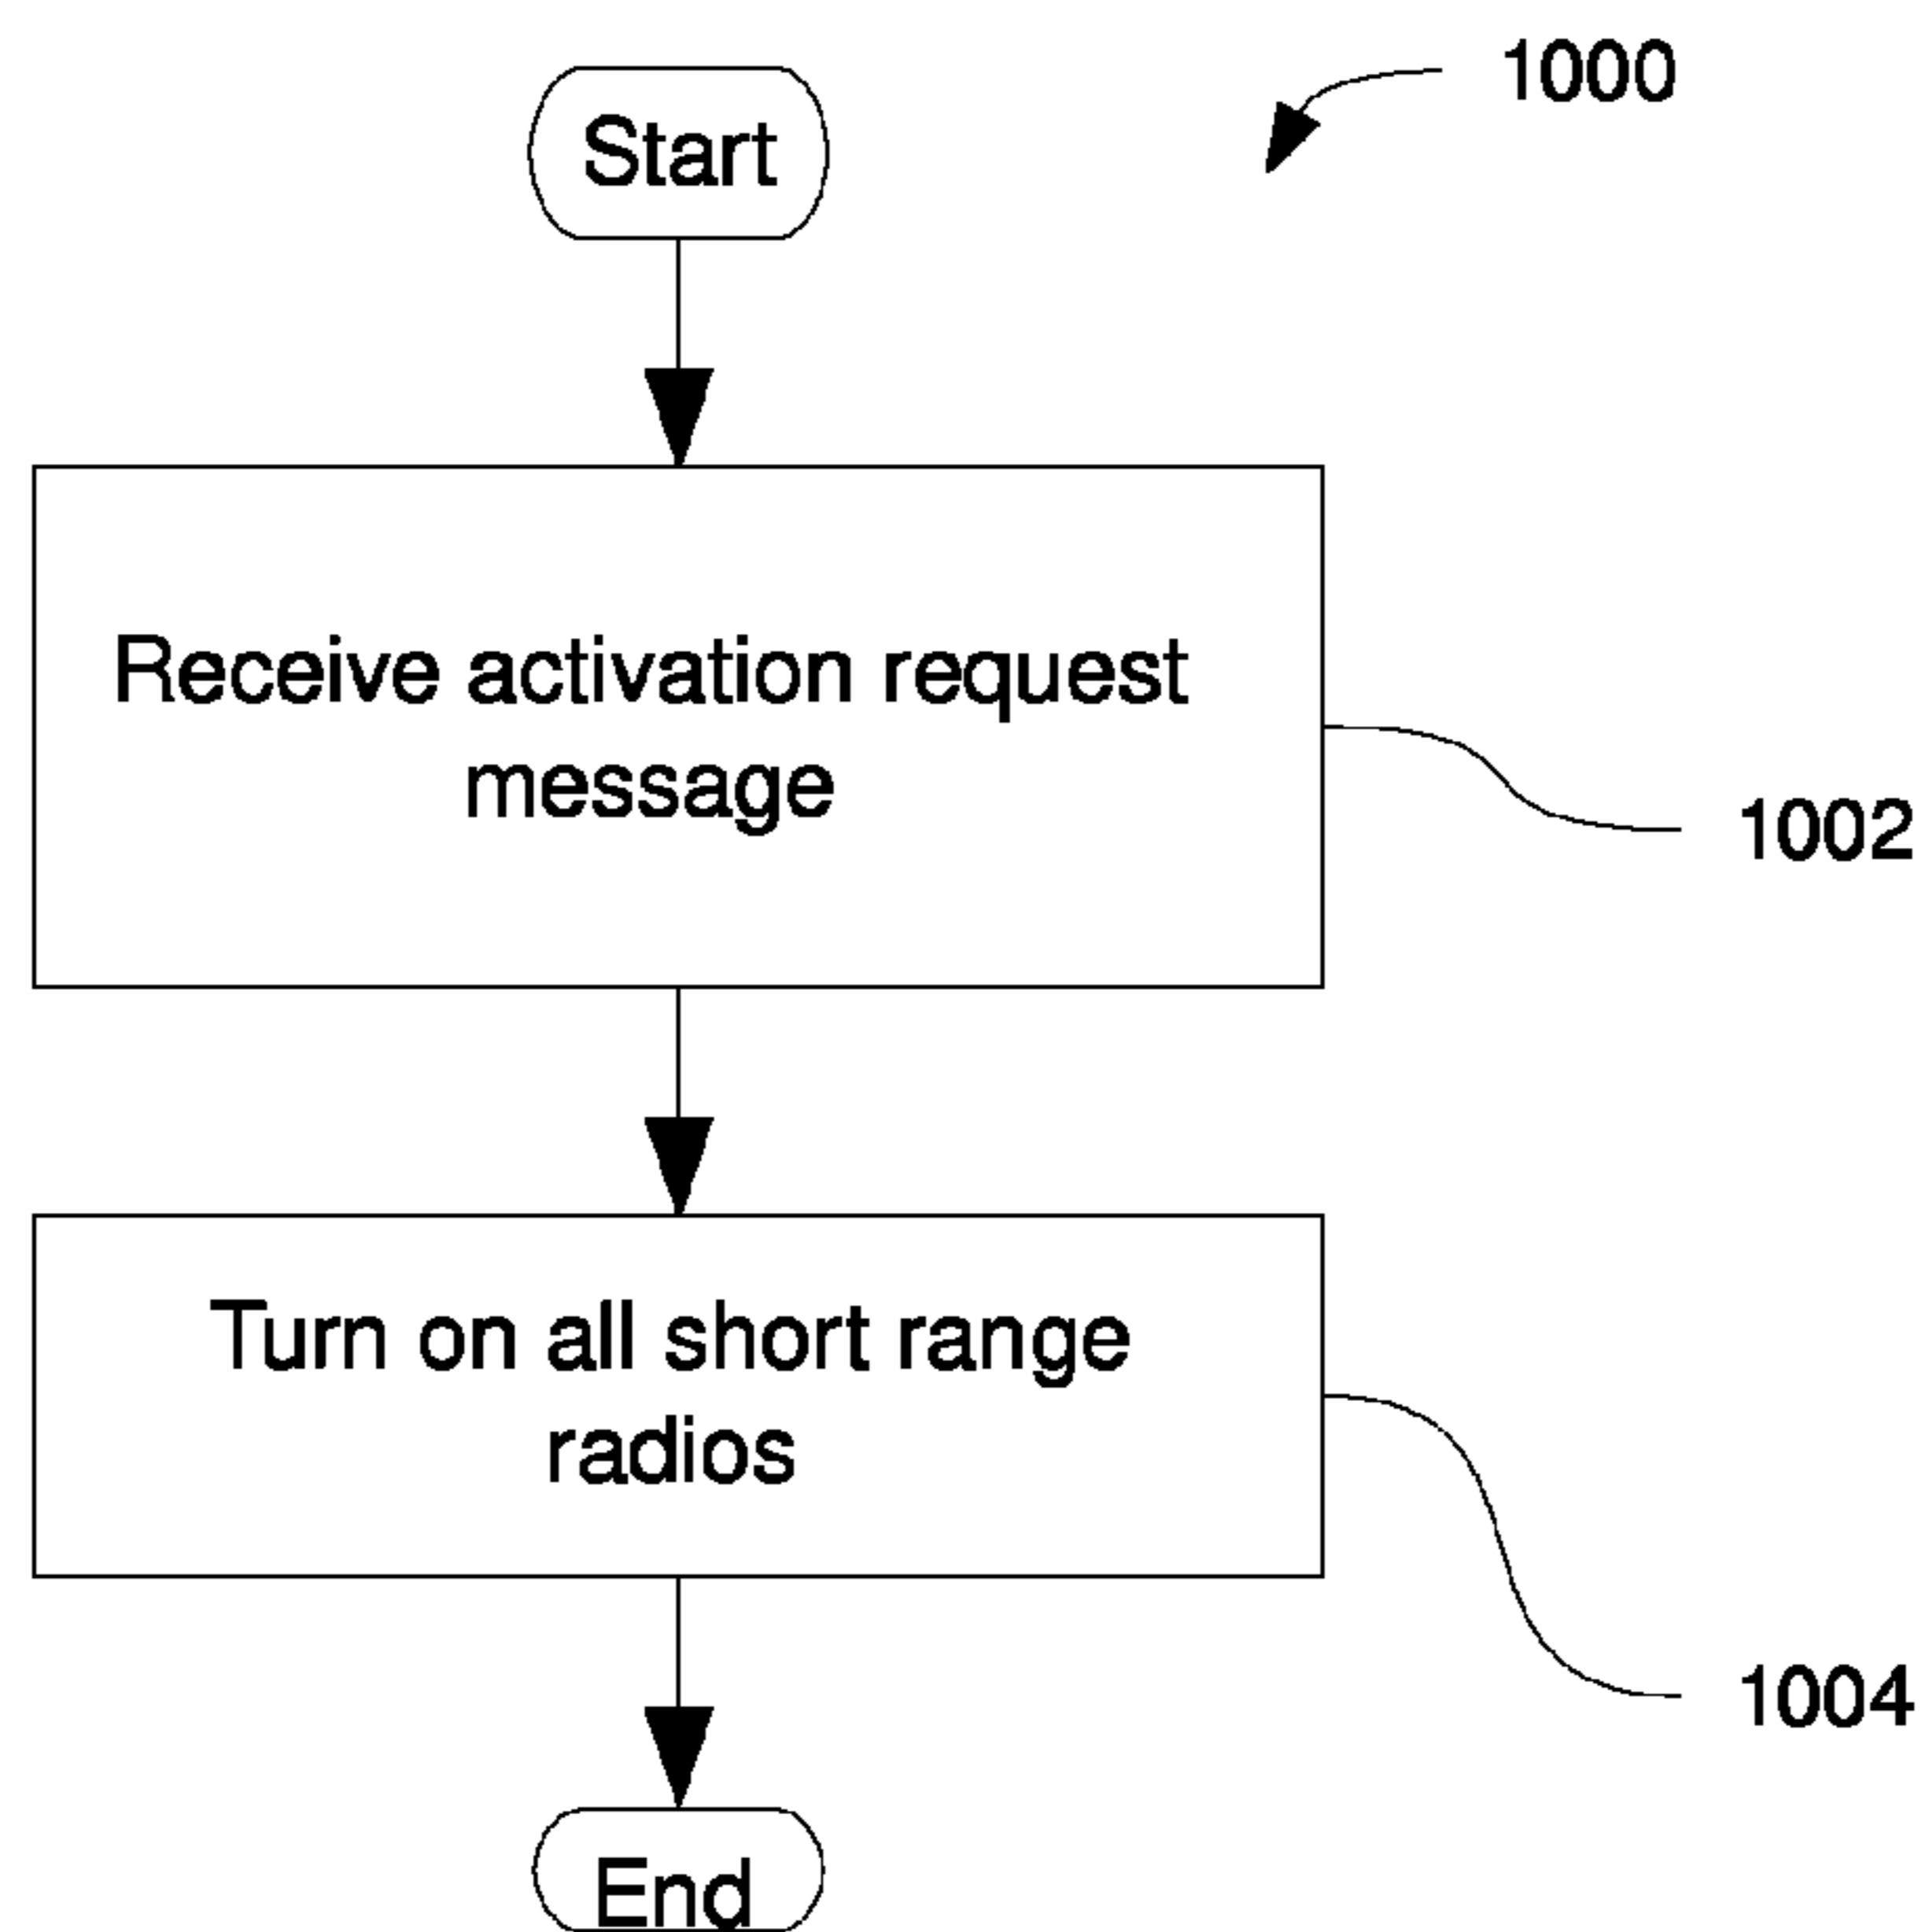 Start
1000
Receive activation request
message
1002
Turn on all short range
radios
1004
End